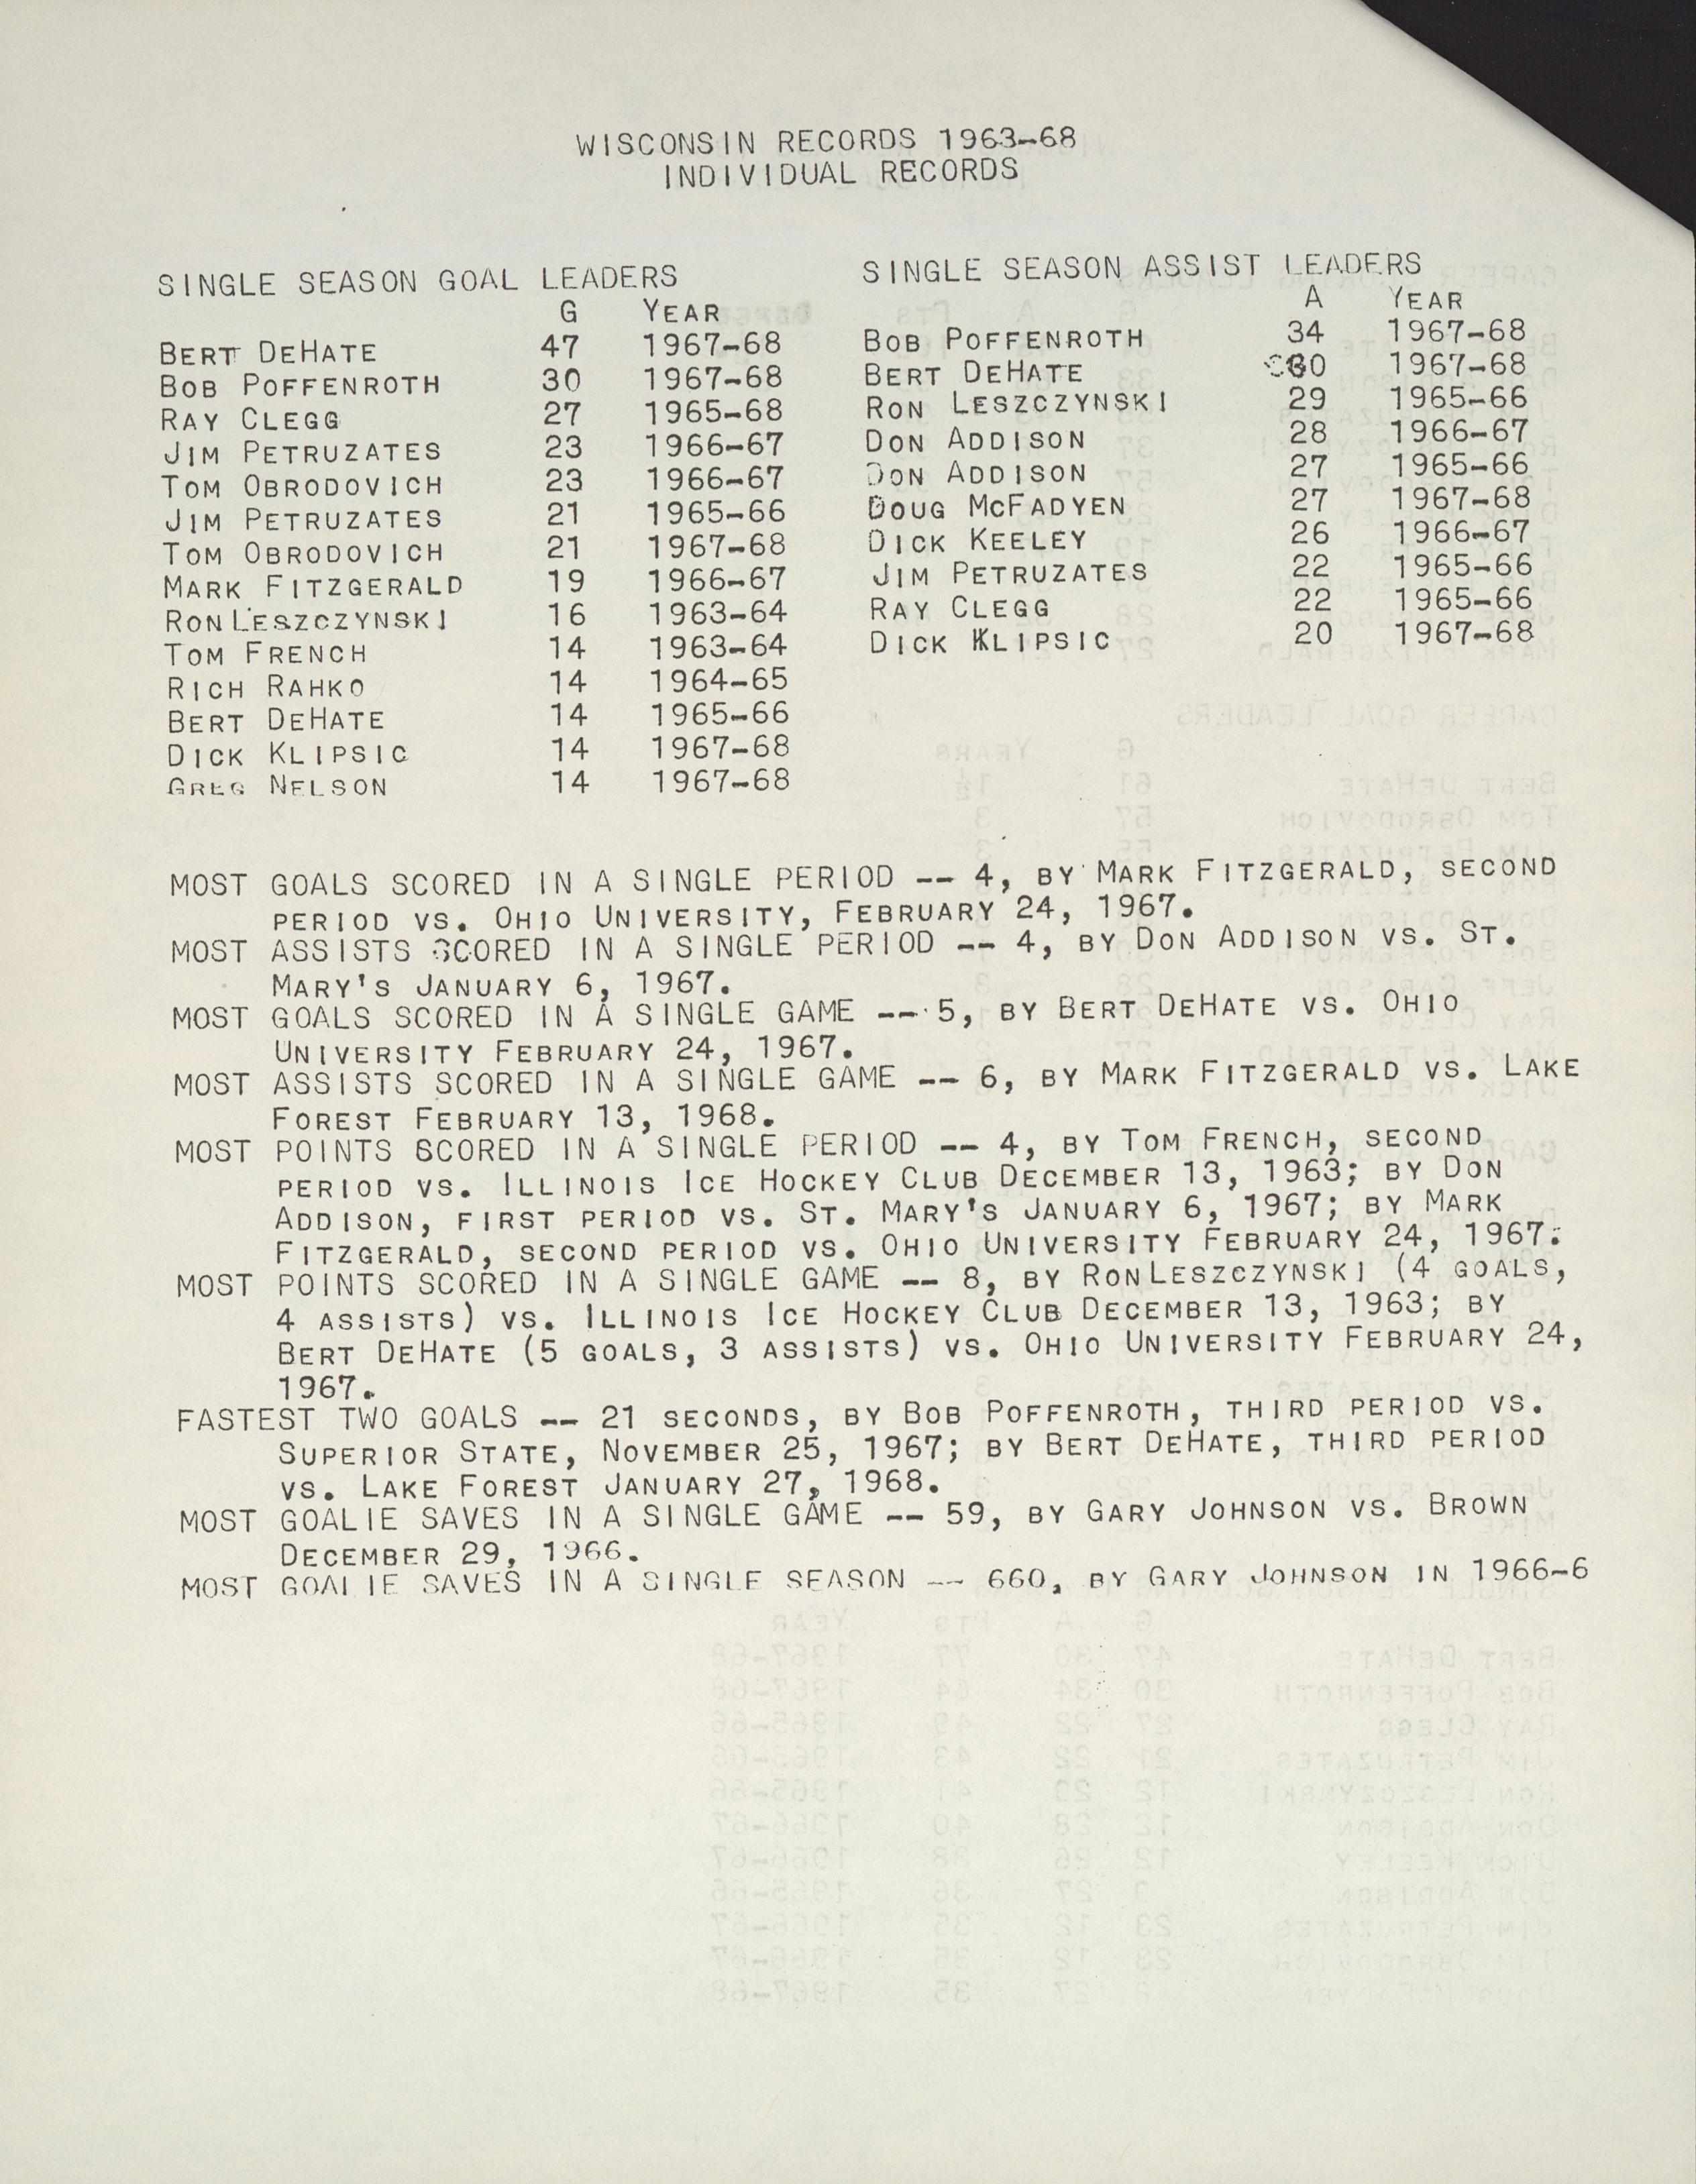 WISCONSIN RECORDS 1963-68
INDIVIDUAL RECORDS
SINGLE SEASON GOAL LEADERS
G YEAR
BERT DEHATE 47 1967-68
BOB POFFENROTH 30 1967-68
RAY CLEGG 27 1965-68
JIM PETRUZATES 23 1966-67
TOM OBRODOVICH 23 1966-67
JIM PETRUZATES 21 1965-66
TOM OBRODOVICH 21 1967-68
MARK FITZGERALD 19 1966-67
RON LESZCZYNSKI 16 1963-64
TOM FRENCH 14 1963-64
RICH RAHKO 14 1964-65
BERT DEHATE 14 1965-66
DICK KLIPSIC 14 1967-68
GREG NELSON 14 1967-68
SINGLE SEASON ASSIST LEADERS
A YEAR
BOB POFFENROTH 34 1967-68
BERT DEHATE 30 1967-68
RON LESZCZYNSKI 29 1965-66
DON ADDISON 28 1966-67
DON ADDISON 27 1965-66
DOUG MCFADYEN 27 1967-68
DICK KEELEY 26 1966-67
JIM PETRUZATES 22 1965-66
RAY CLEGG 22 1965-66
DICK KLIPSIC 20 1967-68
MOST GOALS SCORED IN A SINGLE PERIOD -- 4, BY MARK FITZGERALD, SECOND
PERIOD VS. OHIO UNIVERSITY, FEBRUARY 24, 1967.
MOST ASSISTS SCORED IN A SINGLE PERIOD -- 4, BY DON ADDISON VS. ST.
MARY'S JANUARY 6, 1967.
MOST GOALS SCORED IN A SINGLE GAME -- 5, BY BERT DEHATE VS. OHIO
UNIVERSITY FEBRUARY 24, 1967.
MOST ASSISTS SCORED IN A SINGLE GAME -- 6, BY MARK FITZGERALD VS. LAKE
FOREST FEBRUARY 13, 1968.
MOST POINTS SCORED IN A SINGLE PERIOD -- 4, BY TOM FRENCH, SECOND
PERIOD VS. ILLINOIS ICE HOCKEY CLUB DECEMBER 13, 1963; BY DON
ADDISON, FIRST PERIOD VS. ST. MARY'S JANUARY 6, 1967; BY MARK
FITZGERALD, SECOND PERIOD VS. OHIO UNIVERSITY FEBRUARY 24, 1967.
MOST POINTS SCORED IN A SINGLE GAME -- 8, BY RON LESZCZYNSKI (4 GOALS,
4 ASSISTS) VS. ILLINOIS ICE HOCKEY CLUB DECEMBER 13, 1963; BY
BERT DEHATE (5 GOALS, 3 ASSISTS) VS. OHIO UNIVERSITY FEBRUARY 24,
1967.
FASTEST TWO GOALS -- 21 SECONDS, BY BOB POFFENROTH, THIRD PERIOD VS.
SUPERIOR STATE, NOVEMBER 25, 1967; BY BERT DEHATE, THIRD PERIOD
VS. LAKE FOREST JANUARY 27, 1968.
MOST GOALIE SAVES IN A SINGLE GAME -- 59, BY GARY JOHNSON VS. BROWN
DECEMBER 29, 1966.
MOST GOALIE SAVES IN A SINGLE SEASON -- 660, BY GARY JOHNSON IN 1966-6